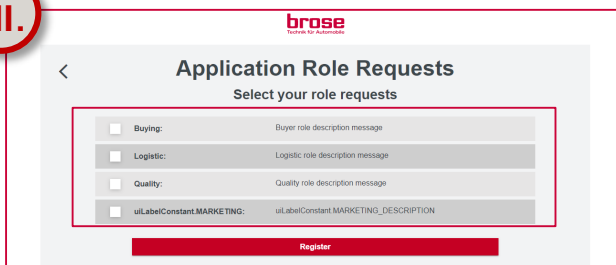 II.
brose
Technik für Automobile
Application Role Requests
Select your role requests
Buying: Buyer role description message
Logistic: Logistic role description message
Quality: Quality role description message
uiLabelConstant.MARKETING: uiLabelConstant.MARKETING_DESCRIPTION
Register